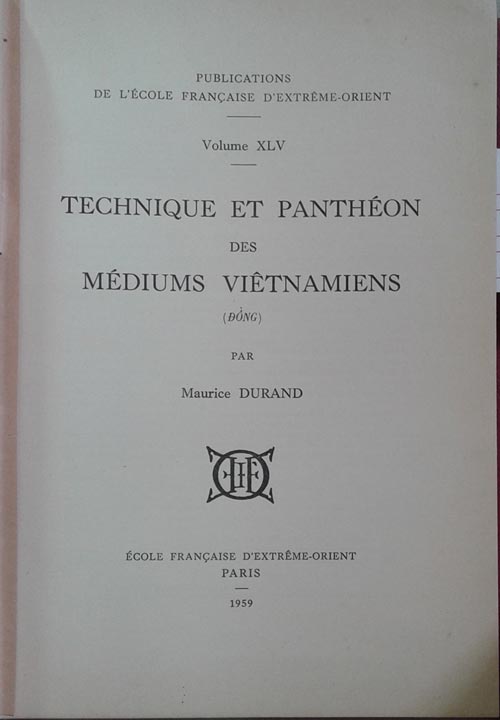 PUBLICATIONS
DE L'ÉCOLE FRANÇAISE D'EXTRÊME-ORIENT
Volume XLV
TECHNIQUE ET PANTHÉON
DES
MÉDIUMS VIÊTNAMIENS
(ĐỒNG)
PAR
Maurice DURAND
ÉCOLE FRANÇAISE D'EXTRÊME-ORIENT
PARIS
1959